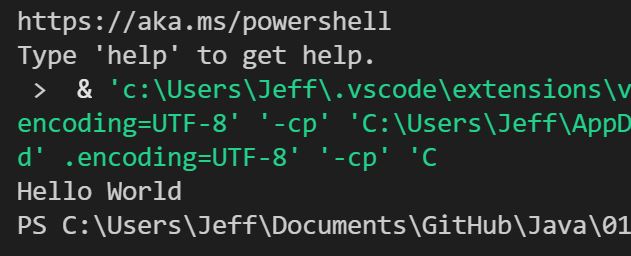 https://aka.ms/powershell
Type 'help' to get help.
 >  & 'c:\Users\Jeff\.vscode\extensions\v
encoding=UTF-8' '-cp' 'C:\Users\Jeff\AppD
d' .encoding=UTF-8' '-cp' 'C
Hello World
PS C:\Users\Jeff\Documents\GitHub\Java\01